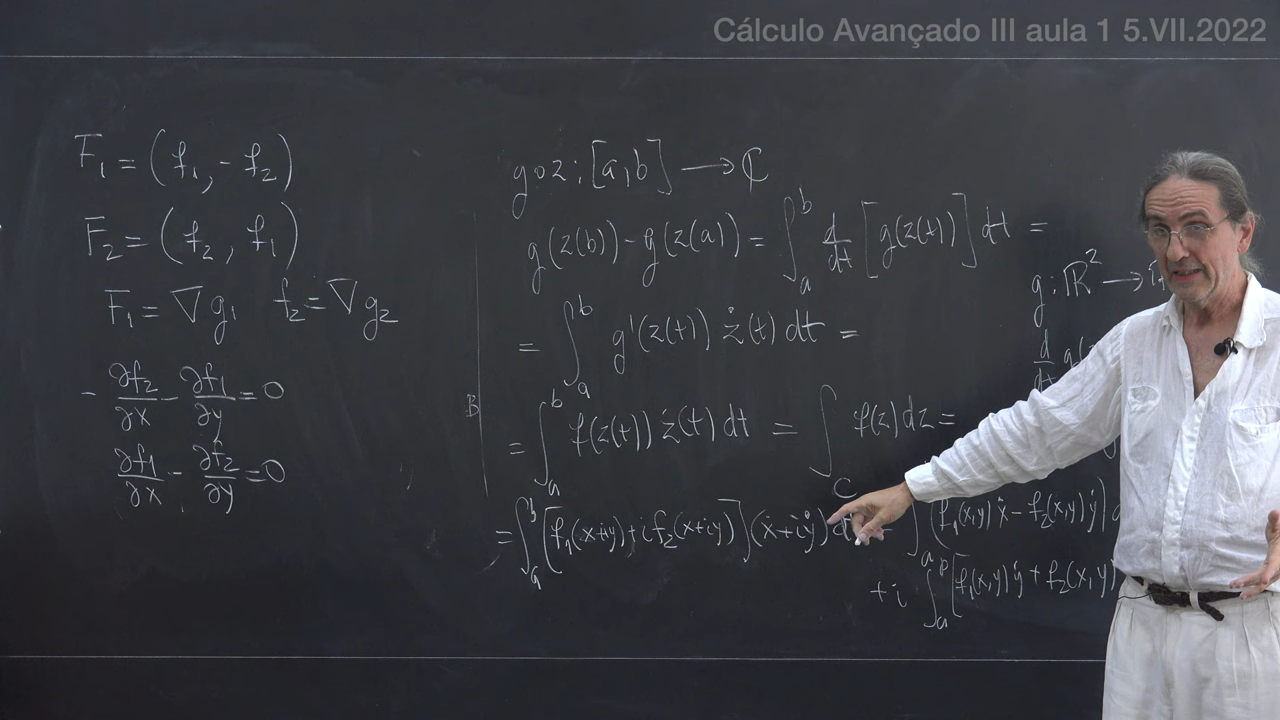 Cálculo Avançado III aula 1 5.VII.2022
F₁ = (f₁, - f₂)
F₂ = (f₂, f₁)
F₁ = ∇g₁ f₂ = ∇g₂
- ∂f₂/∂x - ∂f₁/∂y = 0
∂f₁/∂x - ∂f₂/∂y = 0
g∘z : [a,b] → ℂ
g(z(b)) - g(z(a)) = ∫ₐᵇ d/dt [g(z(t))] dt =
= ∫ₐᵇ g'(z(t)) ż(t) dt =
= ∫ₐᵇ f(z(t)) ż(t) dt = ∫_C f(z) dz =
= ∫ₐᵇ [f₁(x+iy) + i f₂(x+iy)] (ẋ + iẏ) d
∫ₐ (f₁(x,y) ẋ - f₂(x,y) ẏ)
+ i ∫ₐᵇ [f₁(x,y) ẏ + f₂(x,y)
g : ℝ² →
d/dt
B